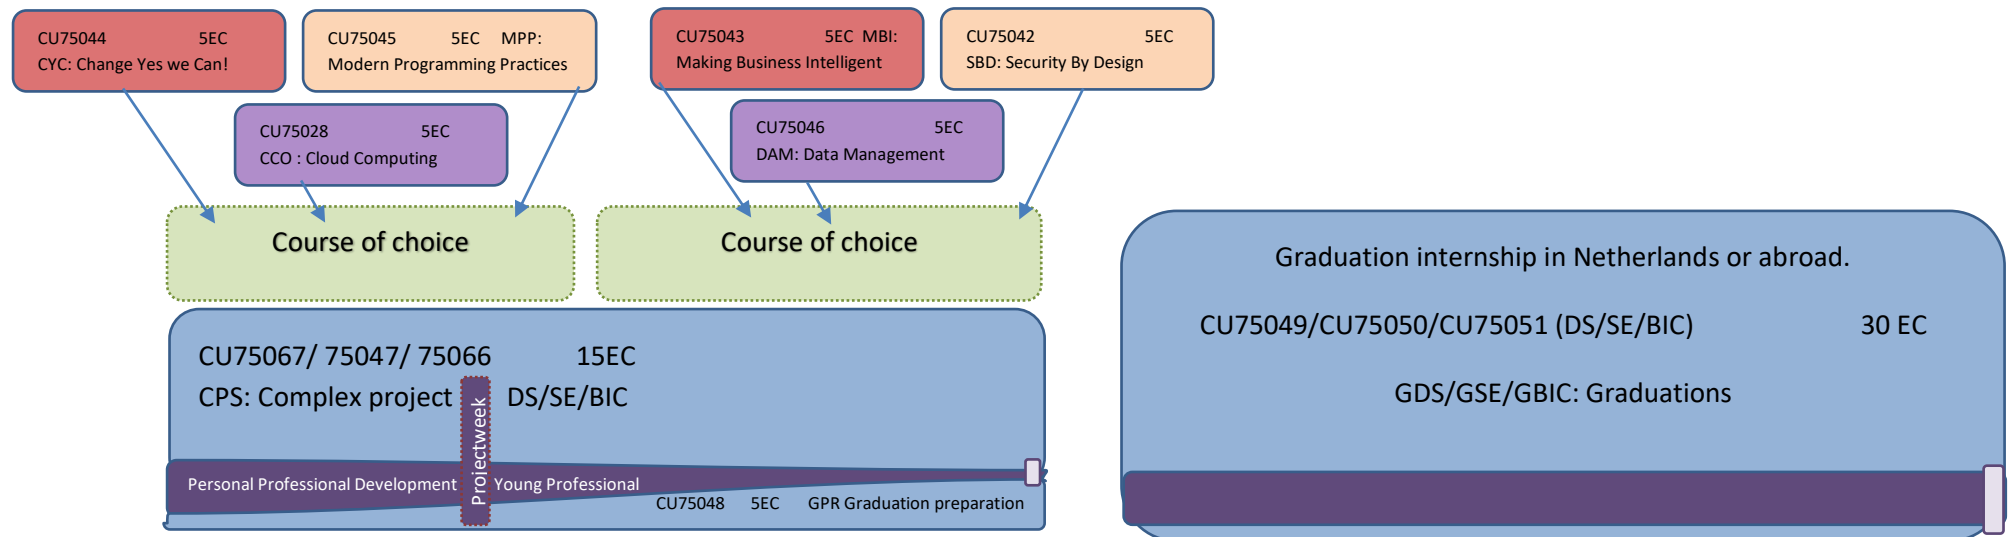 CU75044 5EC
CYC: Change Yes we Can!
CU75045 5EC MPP:
Modern Programming Practices
CU75043 5EC MBI:
Making Business Intelligent
CU75042 5EC
SBD: Security By Design
CU75028 5EC
CCO : Cloud Computing
CU75046 5EC
DAM: Data Management
Course of choice
Course of choice
CU75067/ 75047/ 75066 15EC
CPS: Complex project DS/SE/BIC
Projectweek
Personal Professional Development
Young Professional
CU75048 5EC GPR Graduation preparation
Graduation internship in Netherlands or abroad.
CU75049/CU75050/CU75051 (DS/SE/BIC) 30 EC
GDS/GSE/GBIC: Graduations